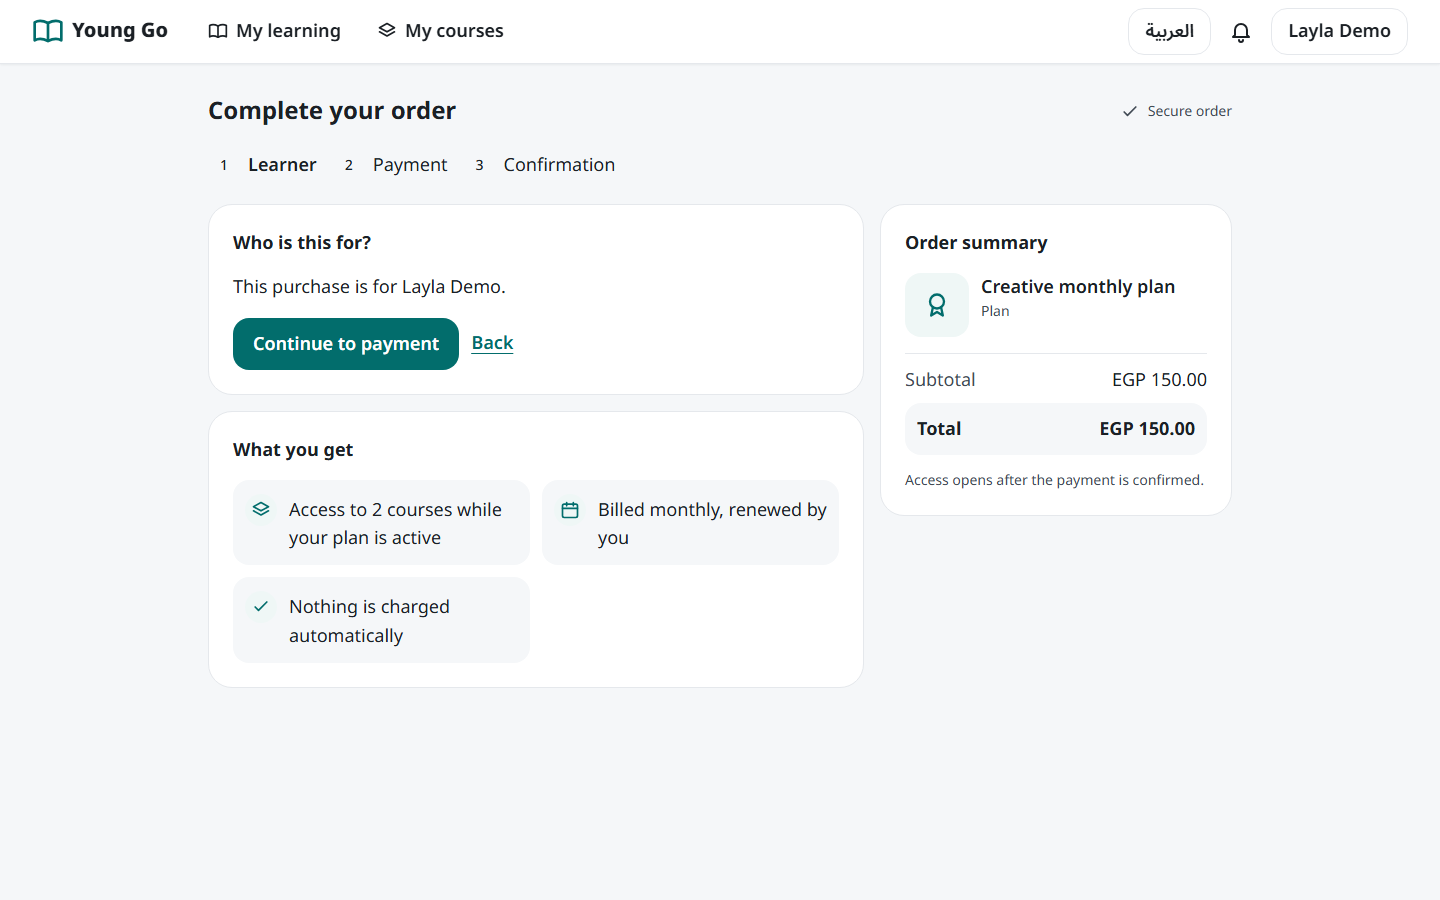 Young Go
My learning
My courses
العربية
Layla Demo
Complete your order
Secure order
1 Learner 2 Payment 3 Confirmation
Who is this for?
This purchase is for Layla Demo.
Continue to payment
Back
What you get
Access to 2 courses while
your plan is active
Billed monthly, renewed by
you
Nothing is charged
automatically
Order summary
Creative monthly plan
Plan
Subtotal EGP 150.00
Total EGP 150.00
Access opens after the payment is confirmed.